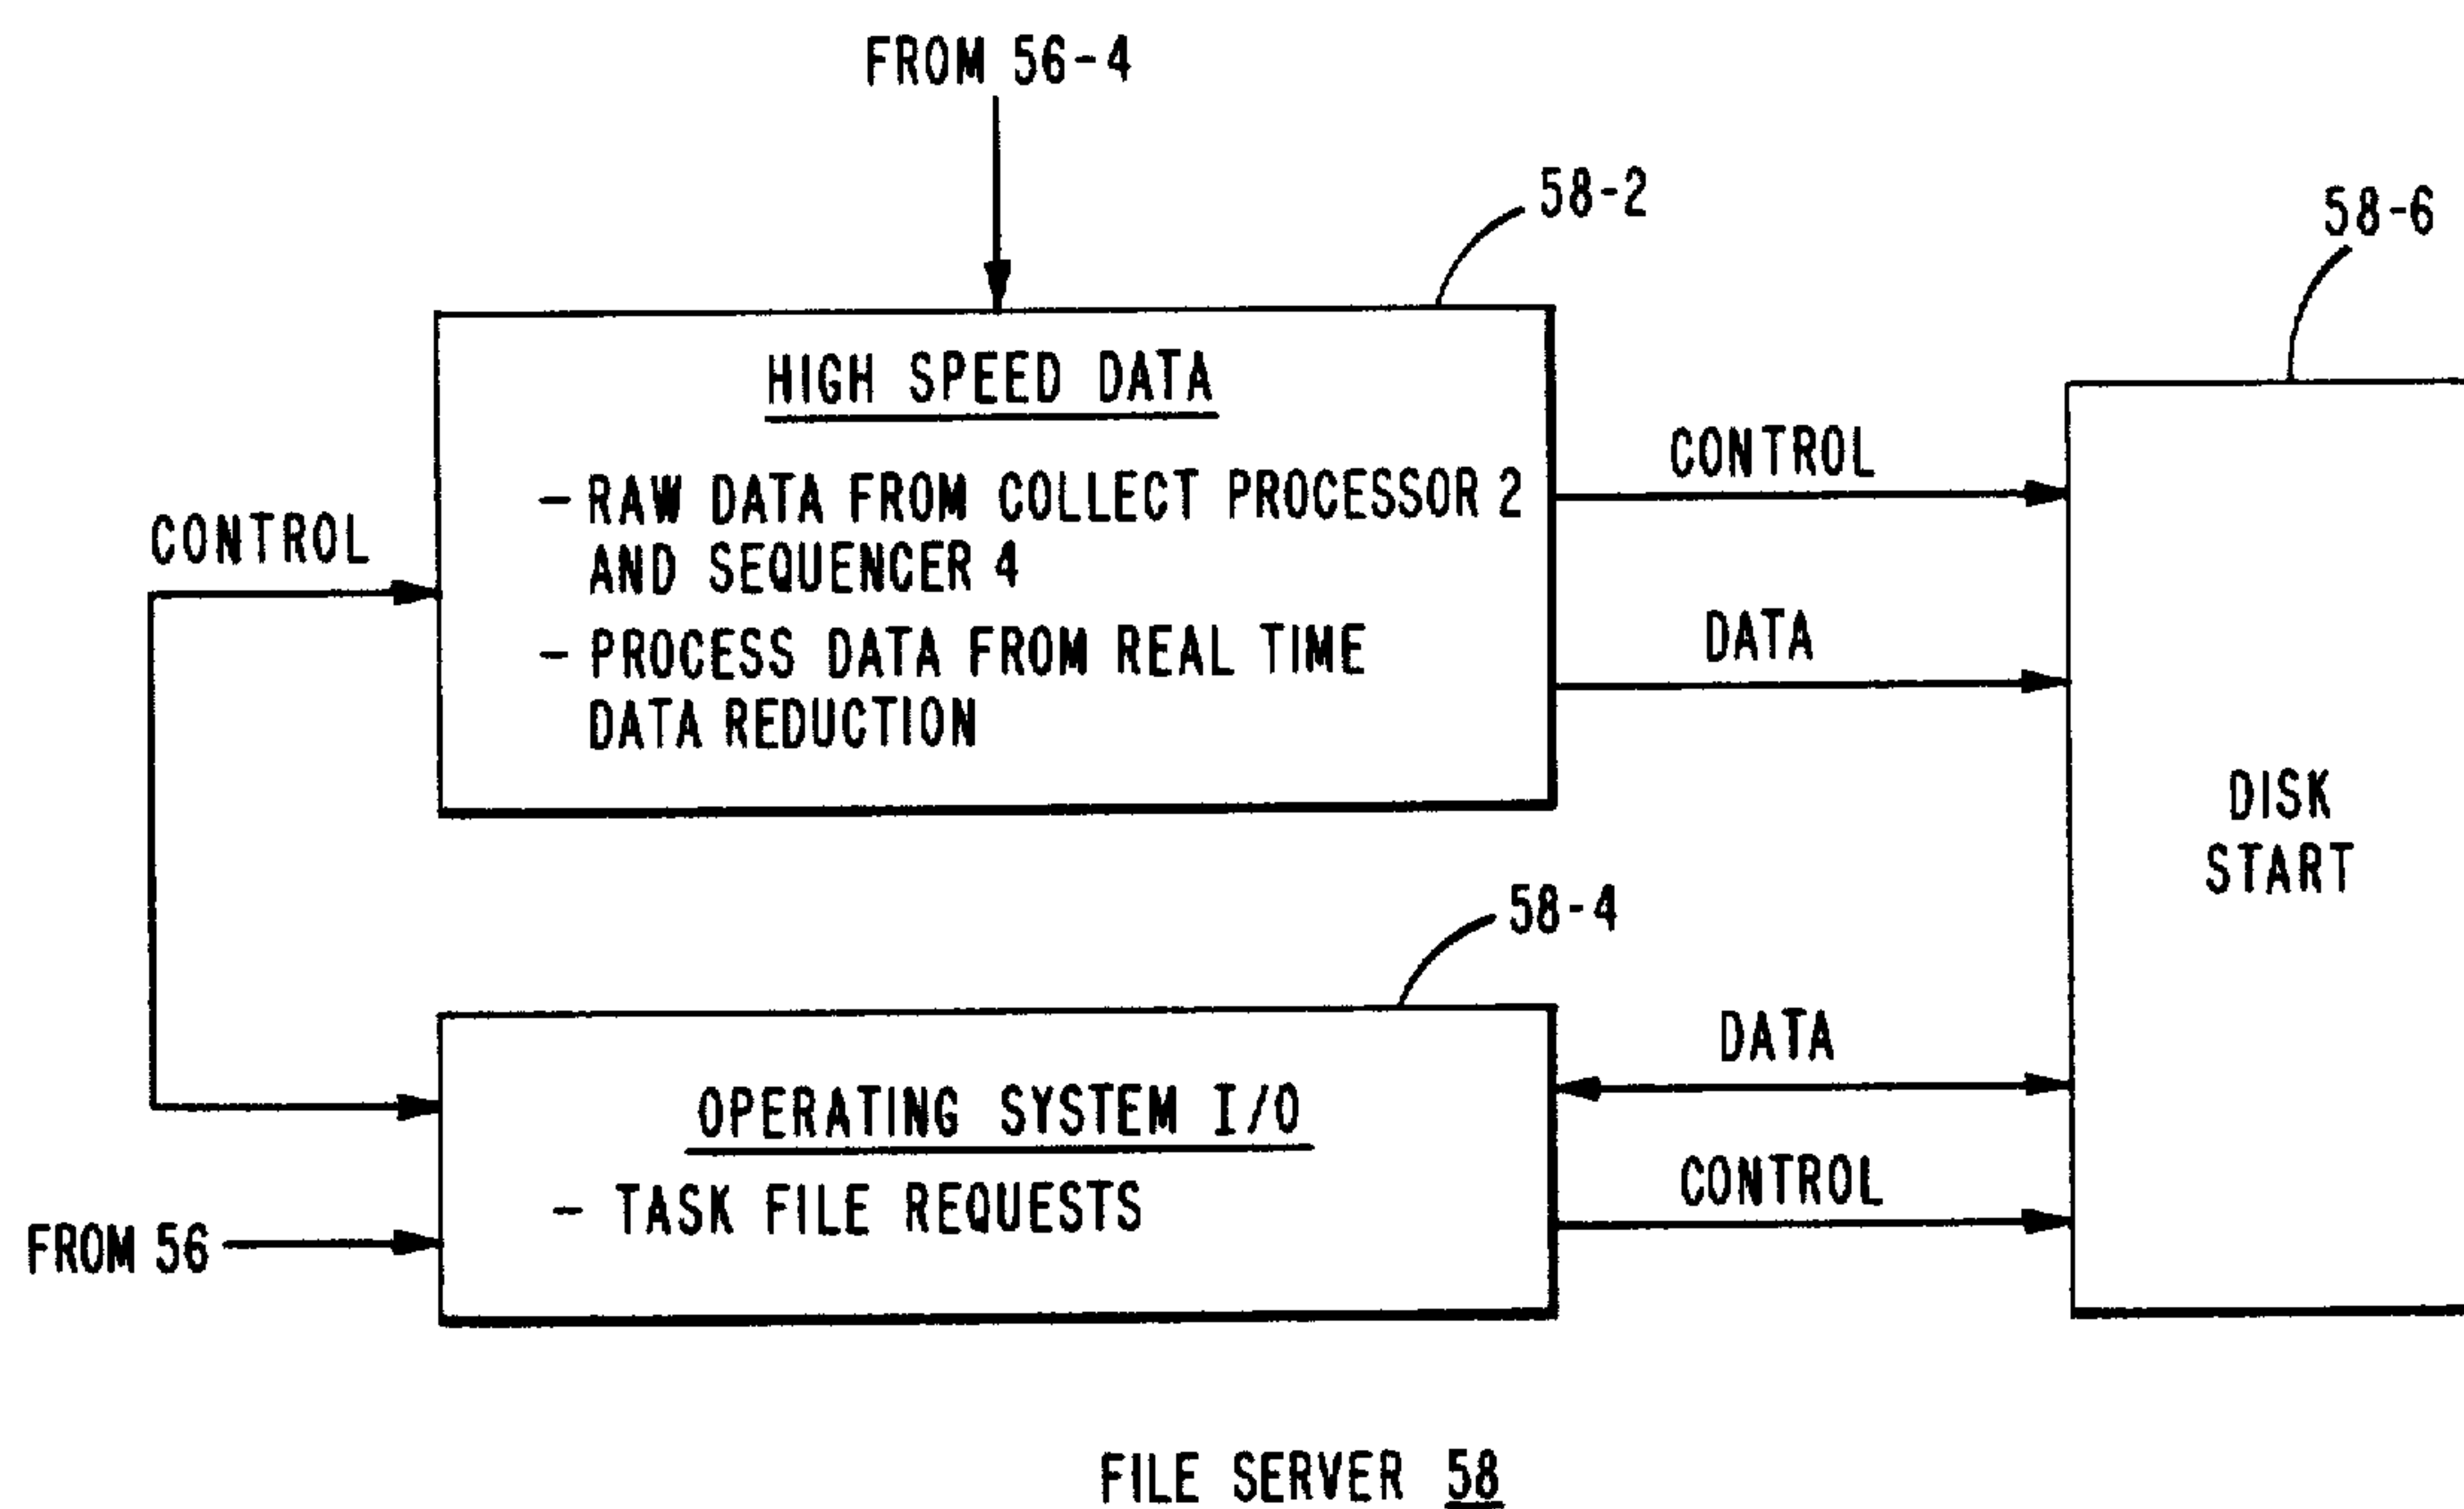 FROM 56-4
58-2
58-6
HIGH SPEED DATA
- RAW DATA FROM COLLECT PROCESSOR 2
AND SEQUENCER 4
- PROCESS DATA FROM REAL TIME
DATA REDUCTION
CONTROL
CONTROL
DATA
DISK
START
58-4
OPERATING SYSTEM I/O
- TASK FILE REQUESTS
DATA
CONTROL
FROM 56
FILE SERVER 58